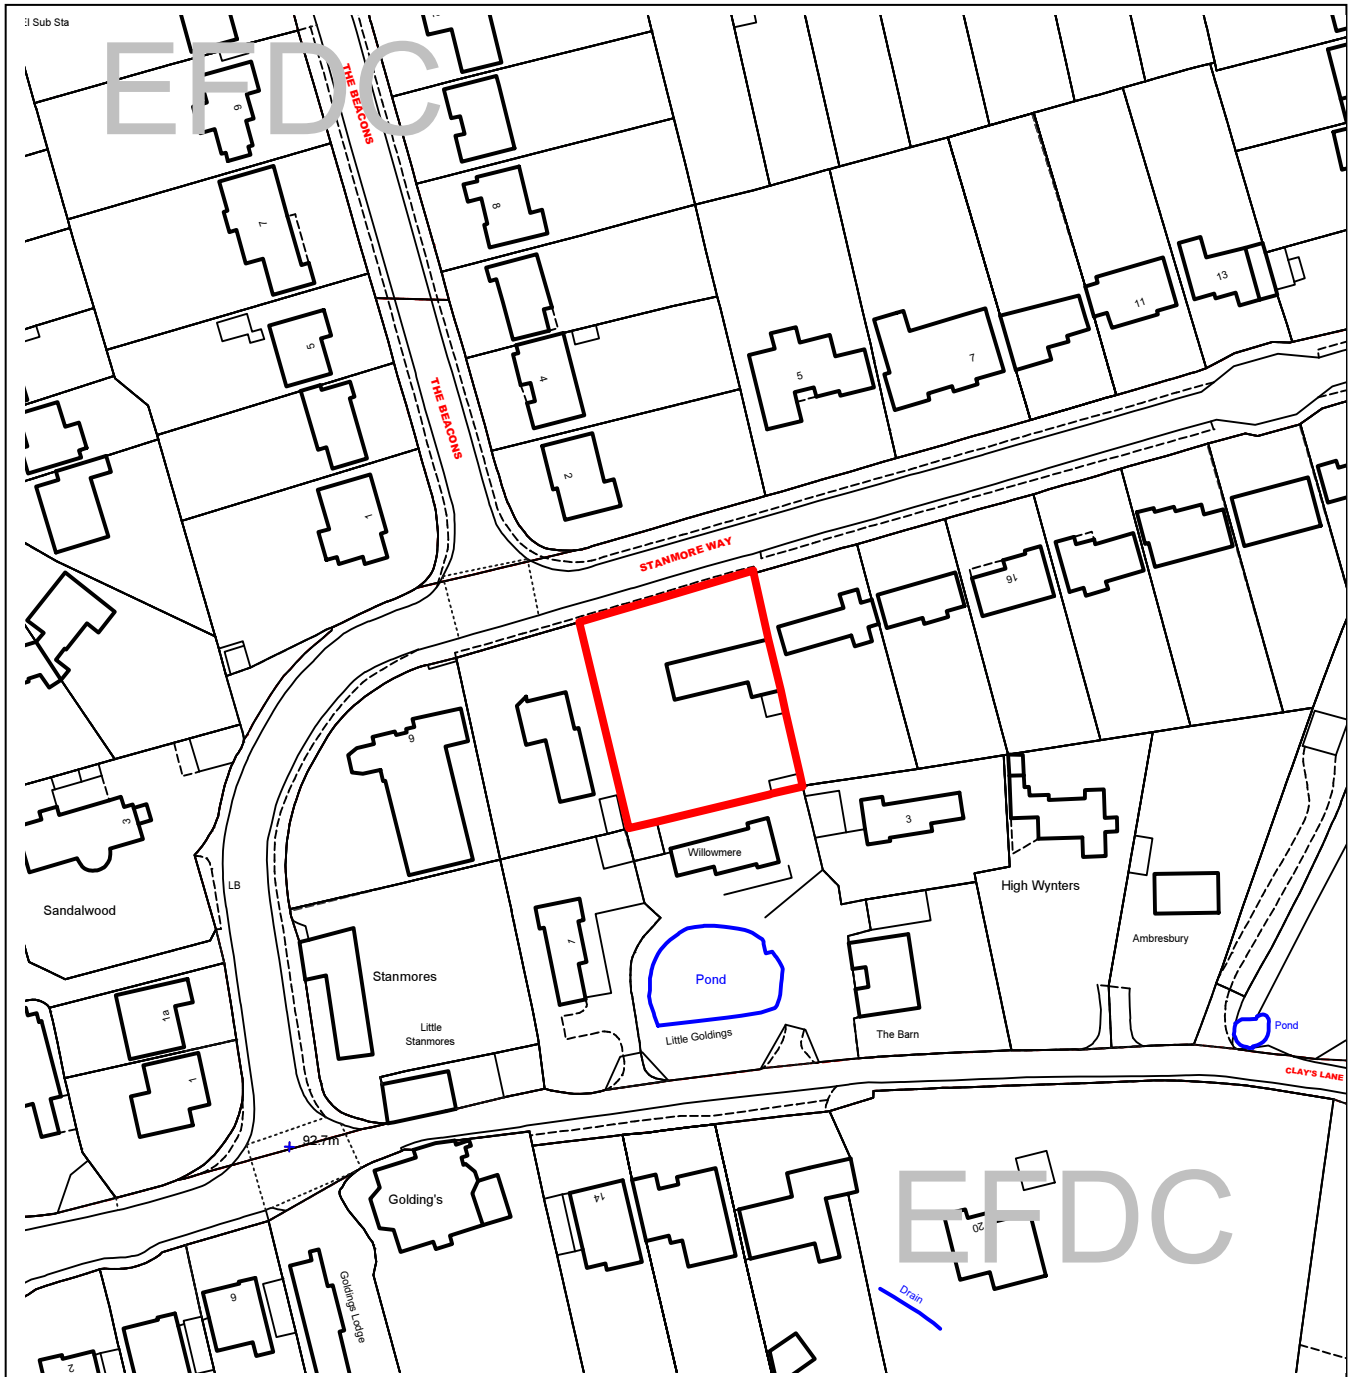 El Sub Sta
EFDC
THE BEACONS
9
7
8
5
THE BEACONS
4
2
1
5
7
11
13
STANMORE WAY
16
9
3
LB
Sandalwood
Willowmere
3
High Wynters
Ambresbury
Stanmores
7
Pond
Little
Stanmores
Little Goldings
The Barn
Pond
1a
1
CLAY'S LANE
92.7m
Golding's
14
EFDC
20
Drain
Goldings Lodge
6
2